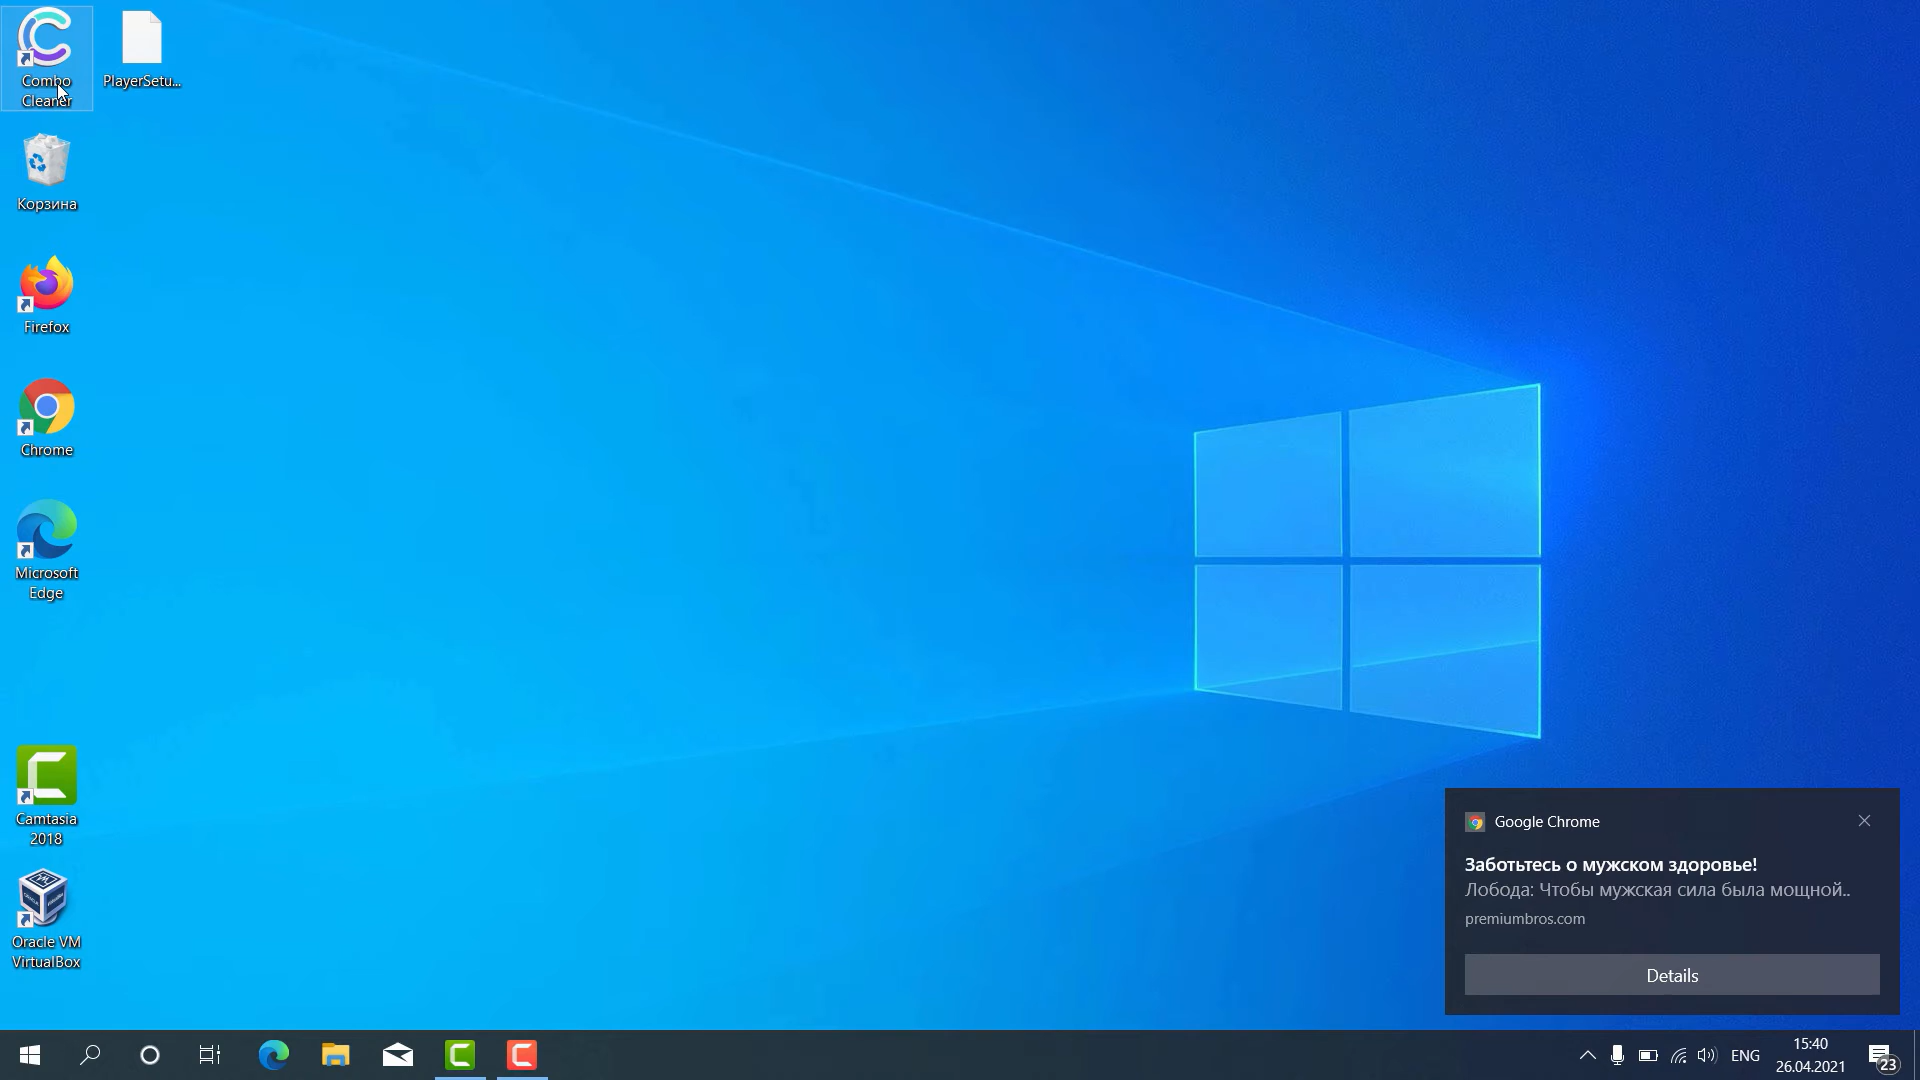 Combo
Cleaner
PlayerSetu...
Корзина
Firefox
Chrome
Microsoft
Edge
Camtasia
2018
Oracle VM
VirtualBox
Google Chrome
Заботьтесь о мужском здоровье!
Лобода: Чтобы мужская сила была мощной..
premiumbros.com
Details
ENG
15:40
26.04.2021
23